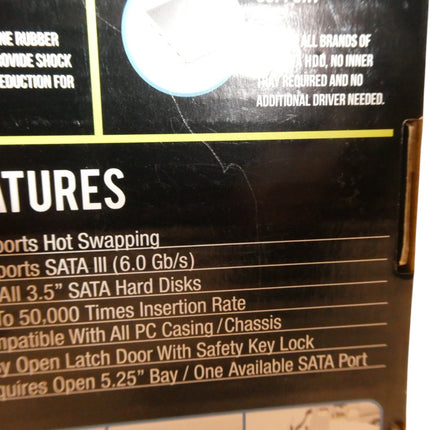 NE RUBBER
OVIDE SHOCK
EDUCTION FOR
ALL BRANDS OF
HDD, NO INNER
TRAY REQUIRED AND NO
ADDITIONAL DRIVER NEEDED.
ATURES
ports Hot Swapping
ports SATA III (6.0 Gb/s)
All 3.5" SATA Hard Disks
To 50,000 Times Insertion Rate
mpatible With All PC Casing / Chassis
sy Open Latch Door With Safety Key Lock
quires Open 5.25" Bay / One Available SATA Port